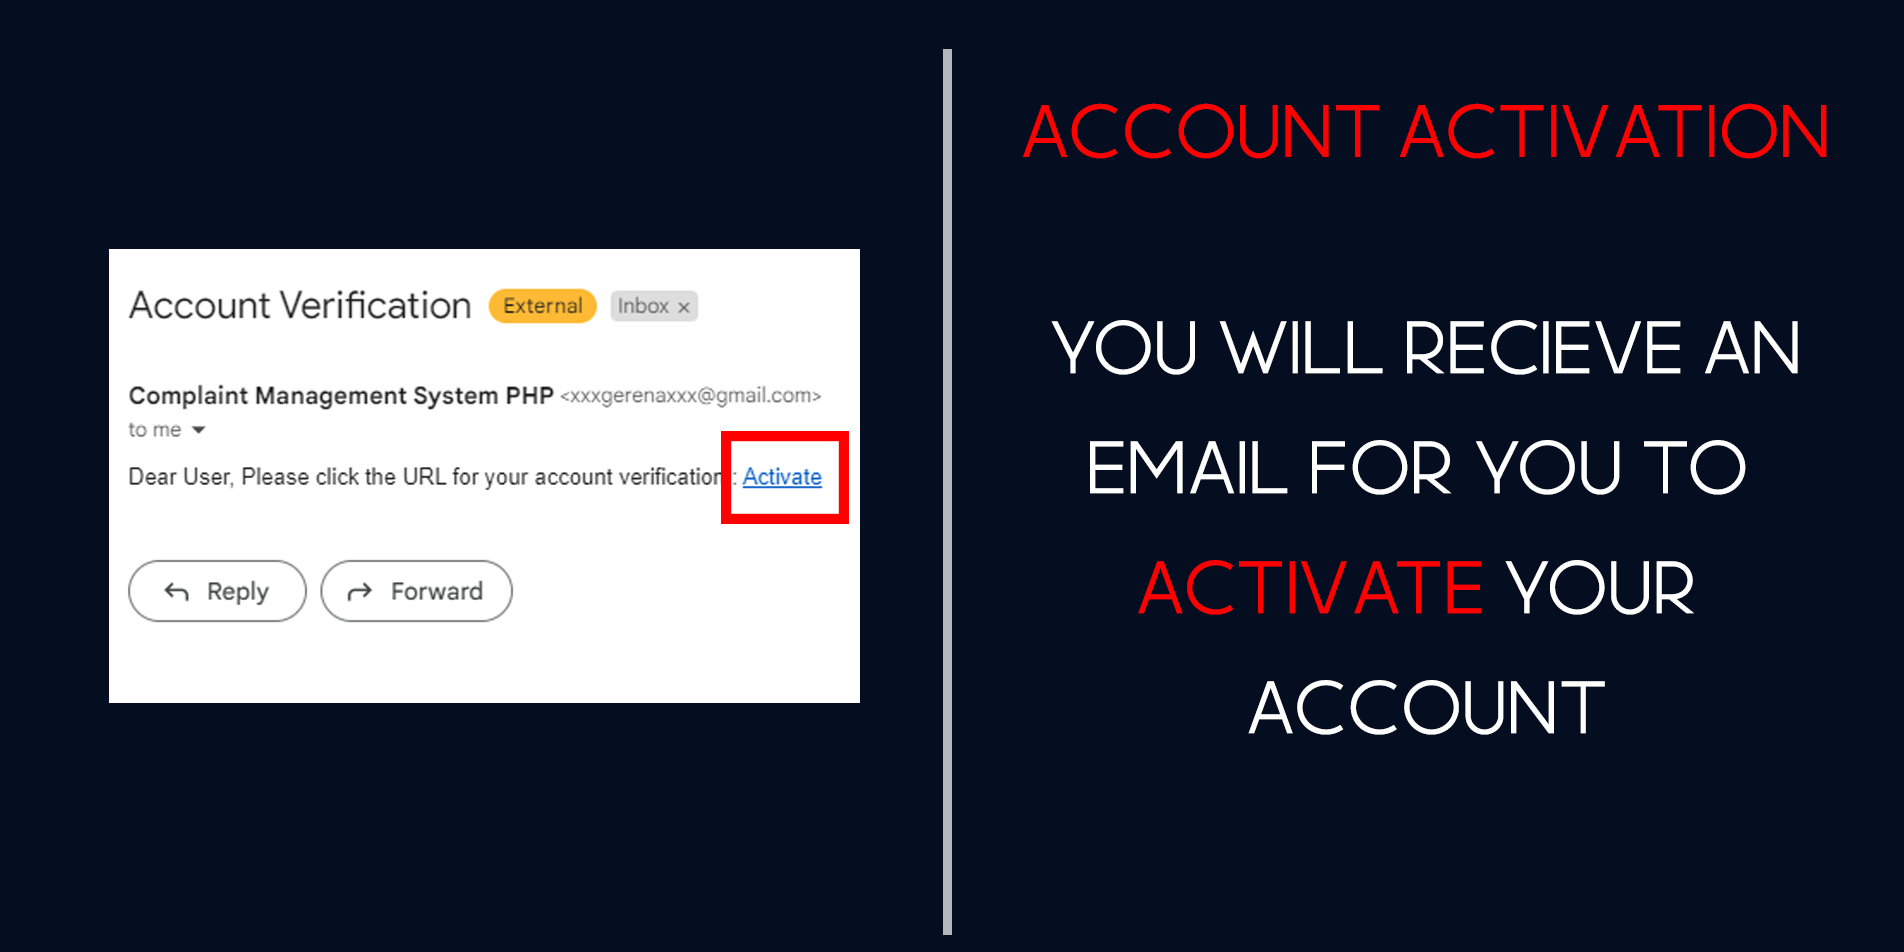 Account Verification External Inbox ×
Complaint Management System PHP <xxxgerenaxxx@gmail.com>
to me
Dear User, Please click the URL for your account verification : Activate
Reply Forward
ACCOUNT ACTIVATION
YOU WILL RECIEVE AN
EMAIL FOR YOU TO
ACTIVATE YOUR
ACCOUNT